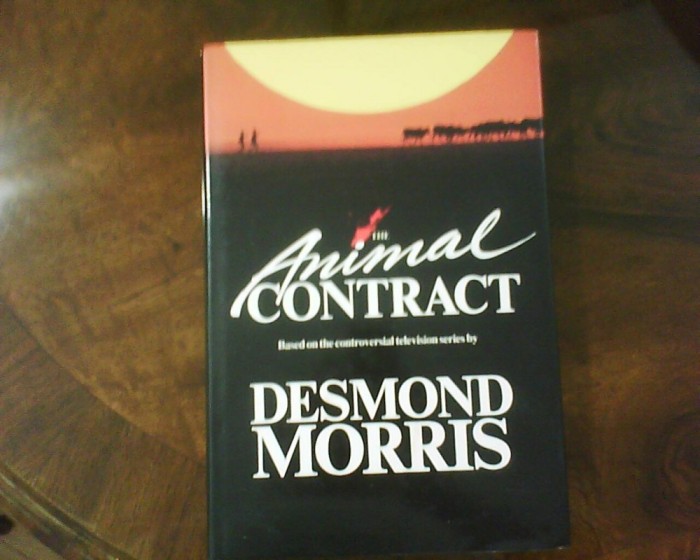 THE
Animal
CONTRACT
Based on the controversial television series by
DESMOND
MORRIS